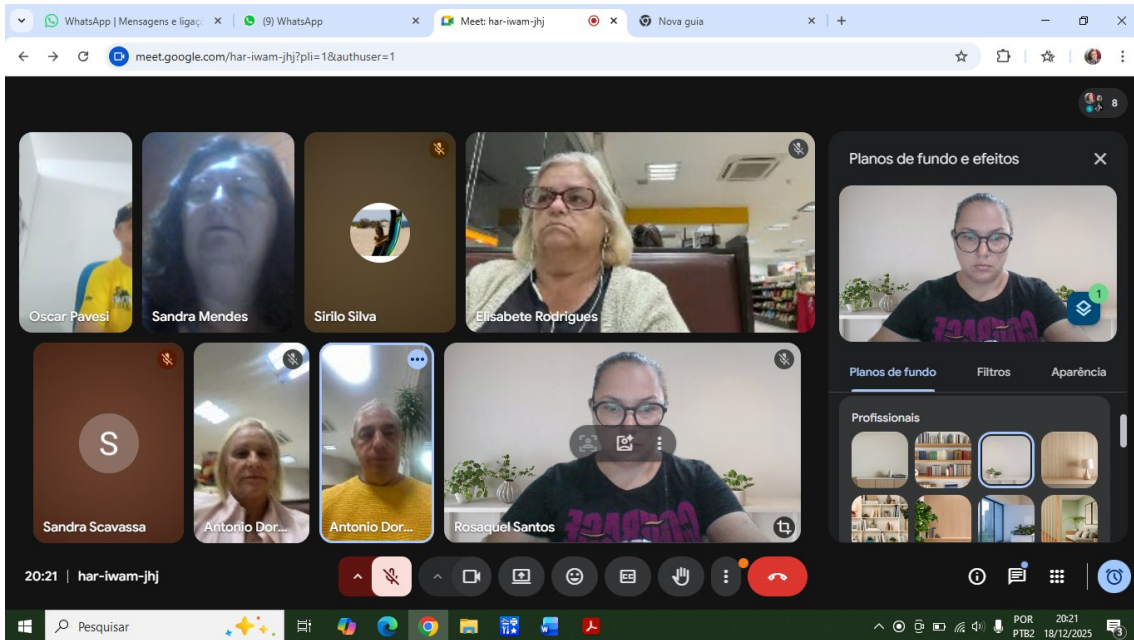 WhatsApp | Mensagens e ligaç
(9) WhatsApp
Meet: har-iwam-jhj
Nova guia
meet.google.com/har-iwam-jhj?pli=1&authuser=1
8
Oscar Pavesi
Sandra Mendes
Sirilo Silva
Elisabete Rodrigues
Planos de fundo e efeitos
1
Planos de fundo
Filtros
Aparência
Profissionais
S
Sandra Scavassa
Antonio Dor...
Antonio Dor...
Rosaquel Santos
COURAGE
20:21 | har-iwam-jhj
CC
Pesquisar
POR
PTB2
20:21
18/12/2025
3